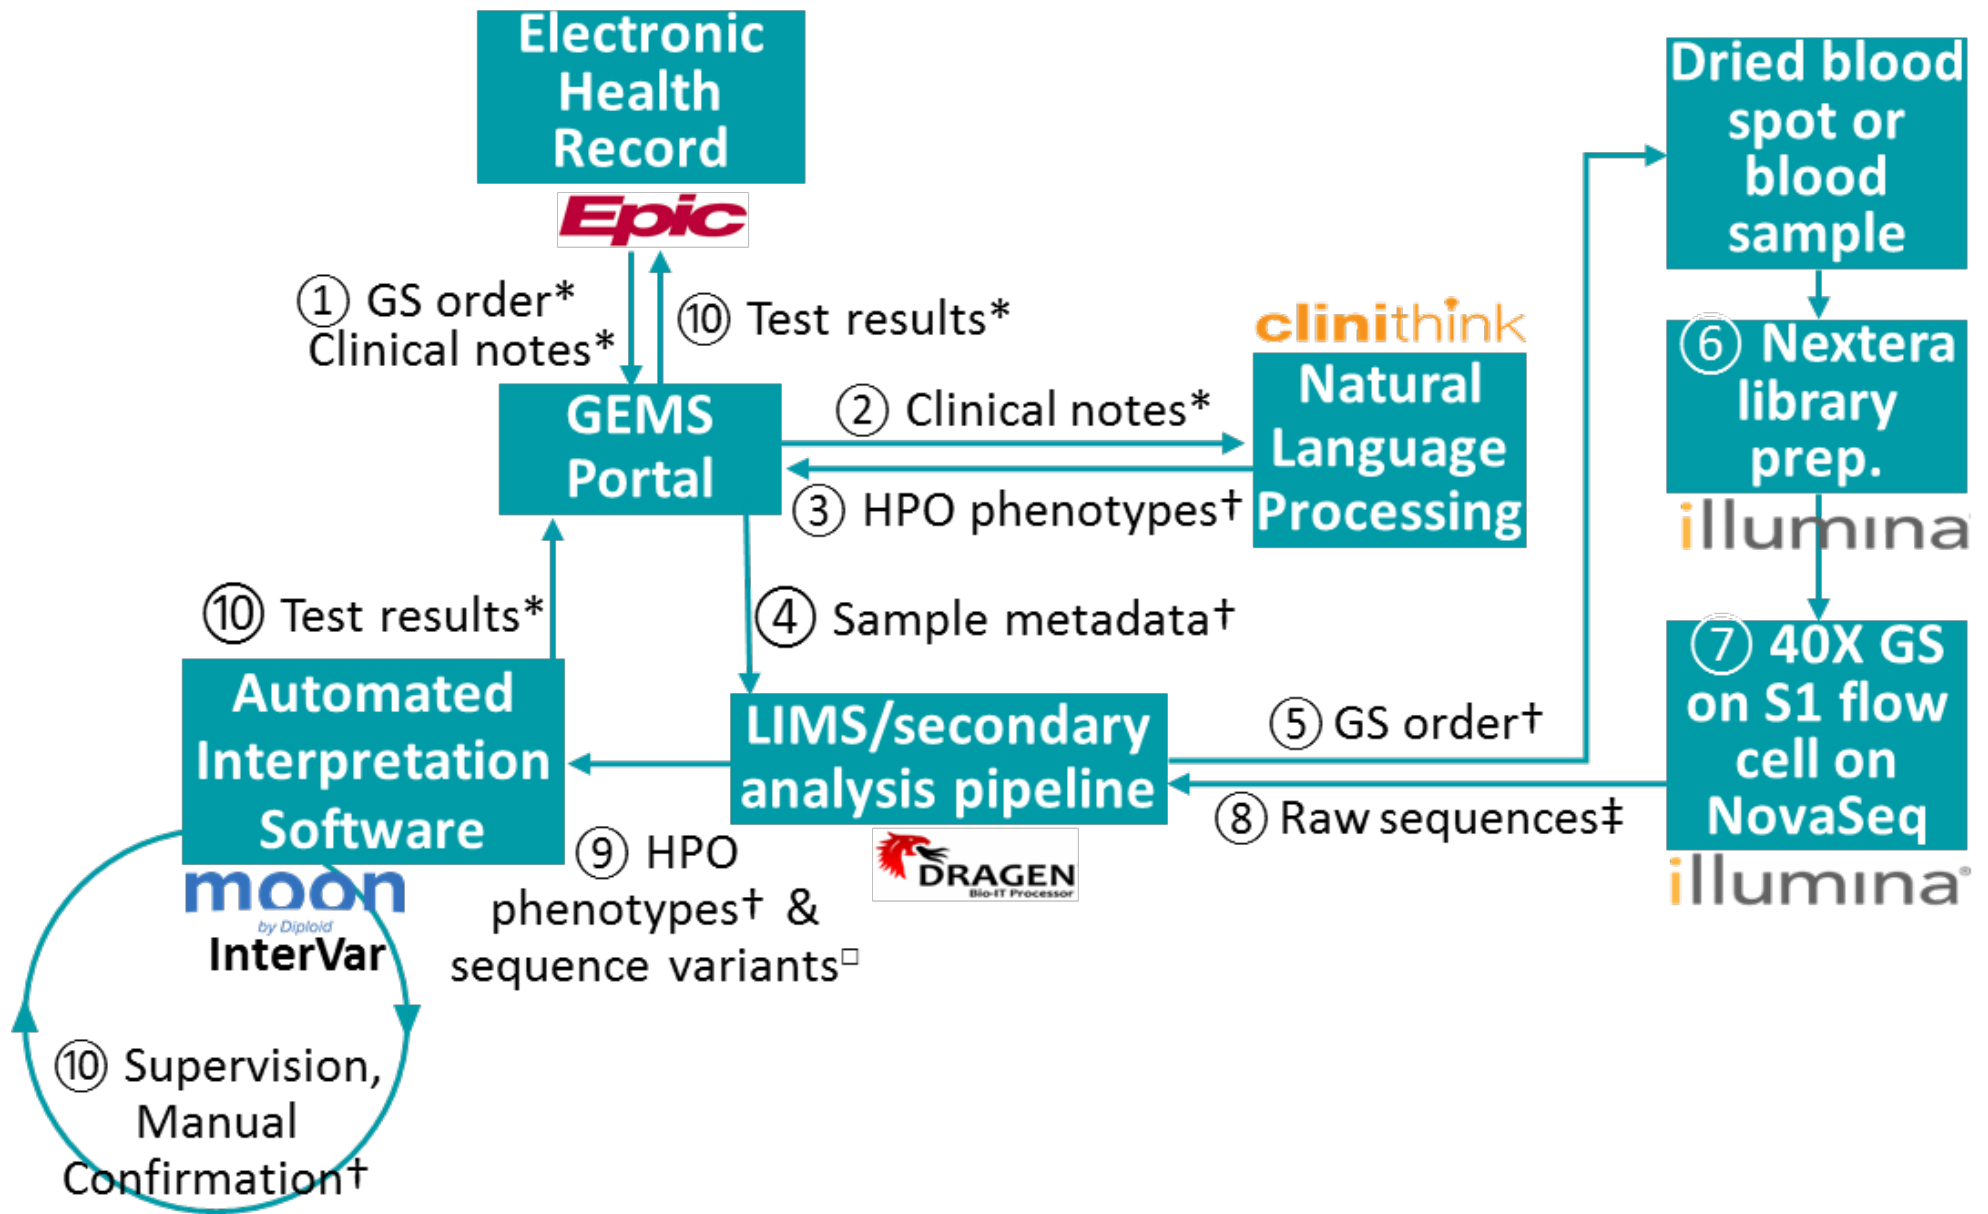 Electronic
Health
Record
Epic
① GS order*
Clinical notes*
⑩ Test results*
GEMS
Portal
② Clinical notes*
③ HPO phenotypes†
clinithink
Natural
Language
Processing
Dried blood
spot or
blood
sample
⑥ Nextera
library
prep.
illumina
⑦ 40X GS
on S1 flow
cell on
NovaSeq
illumina®
④ Sample metadata†
LIMS/secondary
analysis pipeline
DRAGEN
Bio-IT Processor
⑤ GS order†
⑧ Raw sequences‡
⑨ HPO
phenotypes† &
sequence variants□
⑩ Test results*
Automated
Interpretation
Software
moon
by Diploid
InterVar
⑩ Supervision,
Manual
Confirmation†